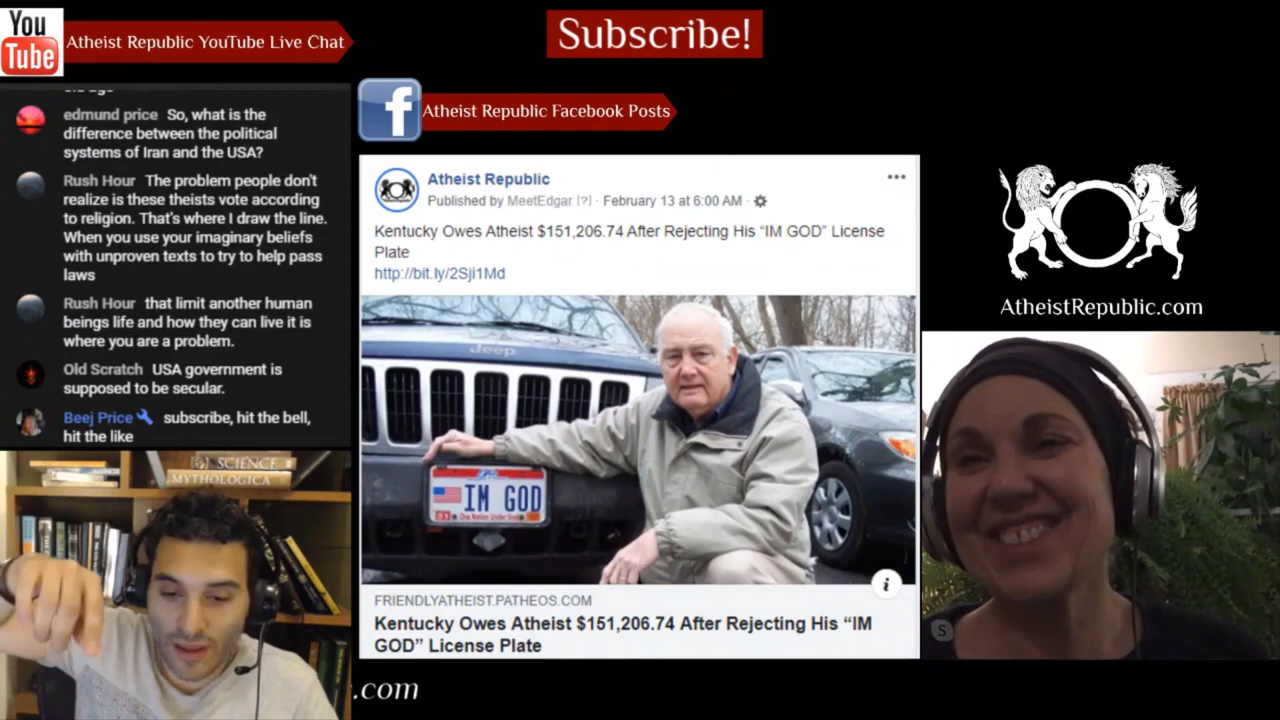 You
Tube
Atheist Republic YouTube Live Chat
Subscribe!
edmund price So, what is the
difference between the political
systems of Iran and the USA?
Rush Hour The problem people don't
realize is these theists vote according
to religion. That's where I draw the line.
When you use your imaginary beliefs
with unproven texts to try to help pass
laws
Rush Hour that limit another human
beings life and how they can live it is
where you are a problem.
Old Scratch USA government is
supposed to be secular.
Beej Price subscribe, hit the bell,
hit the like
f
Atheist Republic Facebook Posts
Atheist Republic
Published by MeetEdgar [?] · February 13 at 6:00 AM ·
Kentucky Owes Atheist $151,206.74 After Rejecting His “IM GOD” License
Plate
http://bit.ly/2Sji1Md
Jeep
IM GOD
One Nation Under God
i
FRIENDLYATHEIST.PATHEOS.COM
Kentucky Owes Atheist $151,206.74 After Rejecting His “IM
GOD” License Plate
AtheistRepublic.com
SCIENCE
MYTHOLOGICA
S
.com